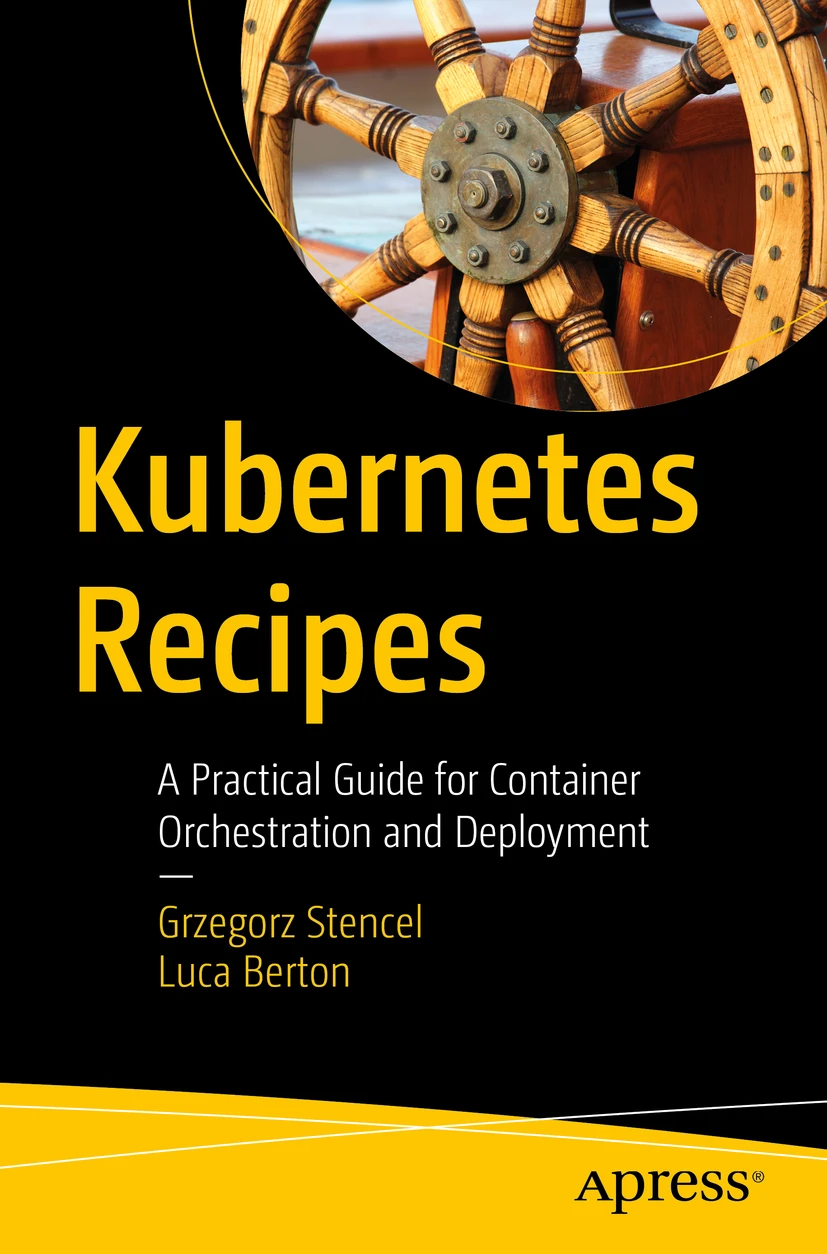 Kubernetes
Recipes
A Practical Guide for Container
Orchestration and Deployment
—
Grzegorz Stencel
Luca Berton
Apress®